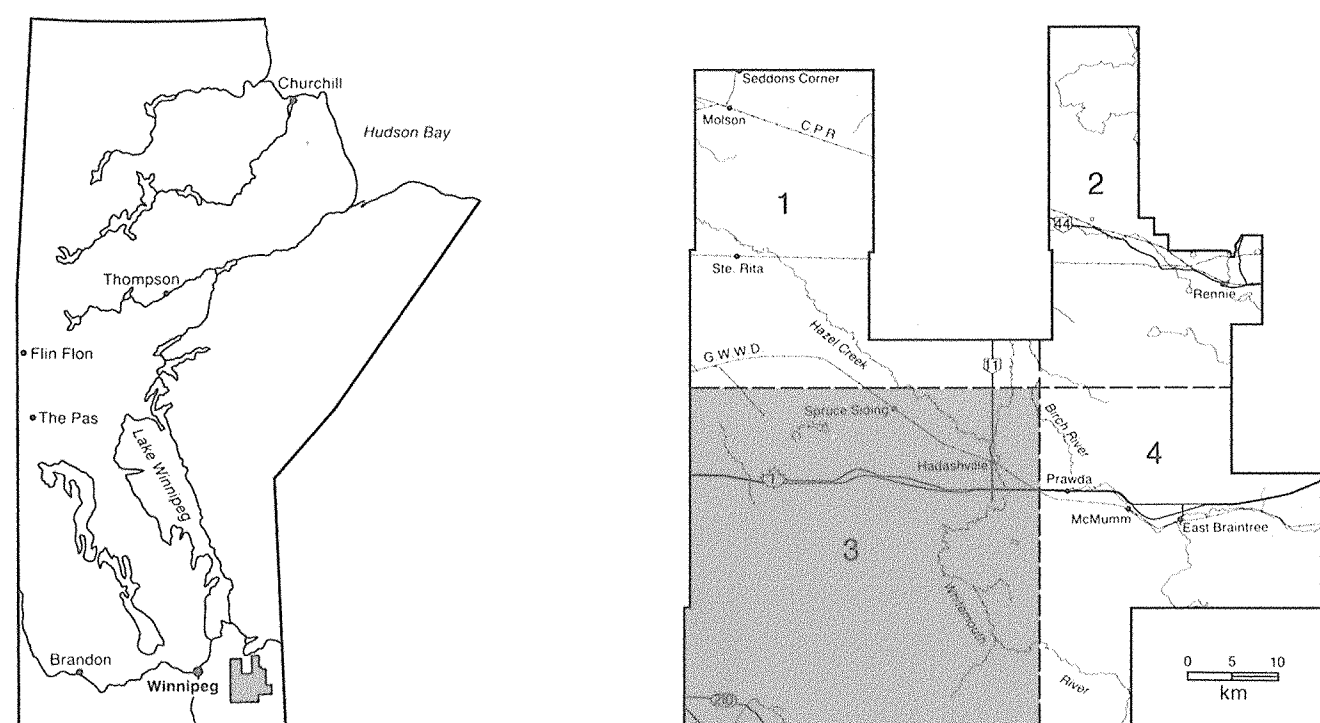 Churchill
Hudson Bay
Thompson
Flin Flon
The Pas
Lake Winnipeg
Brandon
Winnipeg
Seddons Corner
Molson
C P R
1
2
44
Ste. Rita
Rennie
Hazel Creek
G W W D
11
Spruce Siding
Birch River
4
Hadashville
1
Prawda
McMumm
East Braintree
3
Whitemouth
River
0 5 10
km